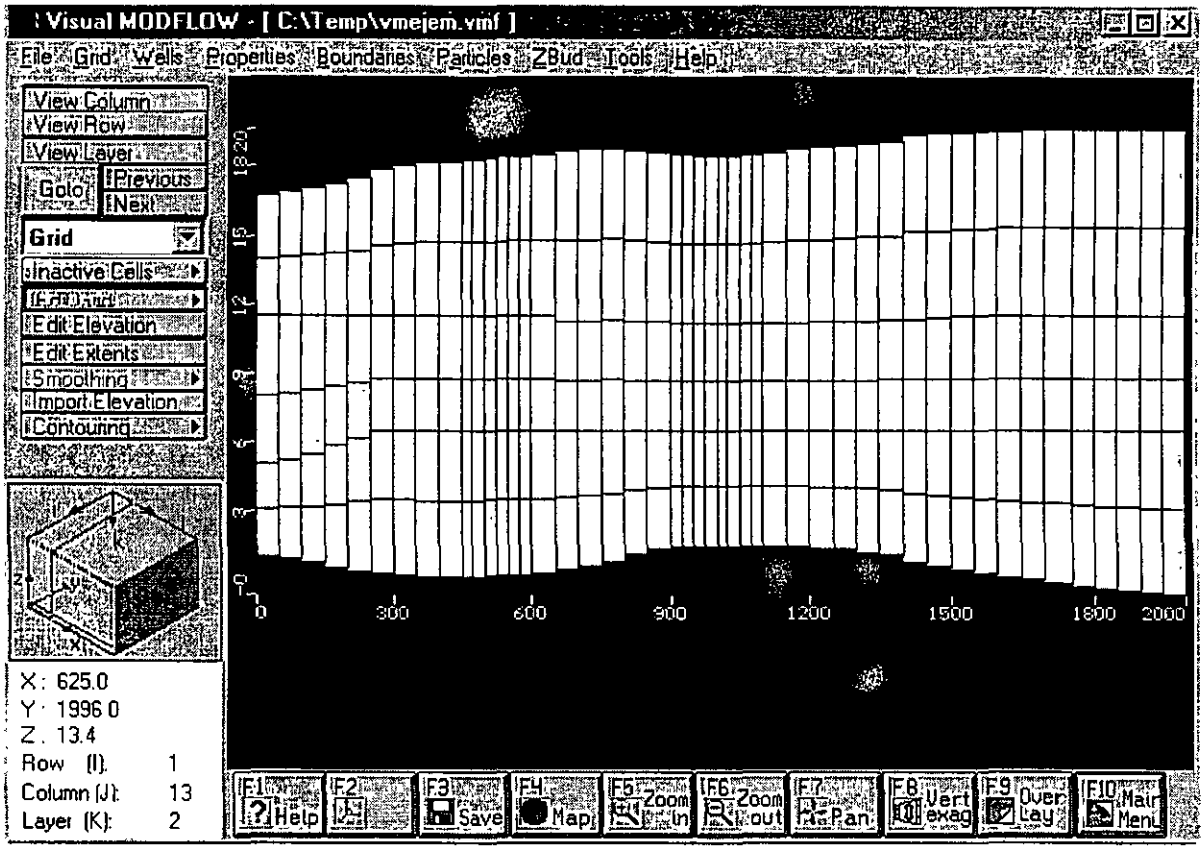 Visual MODFLOW - [ C:\Temp\vmejem.vmf ]
File Grid Wells Properties Boundaries Particles ZBud Tools Help
View Column
View Row
View Layer
Goto Previous
Next
Grid
Inactive Cells
Edit Grid
Edit Elevation
Edit Extents
Smoothing
Import Elevation
Contouring
18 20
15
12
9
6
3
-0
0 300 600 900 1200 1500 1800 2000
X: 625.0
Y: 1996.0
Z: 13.4
Row (I): 1
Column (J): 13
Layer (K): 2
F1 Help F2 F3 Save F4 Map F5 Zoom In F6 Zoom out F7 Pan F8 Vert exag F9 Over Lay F10 Main Menu